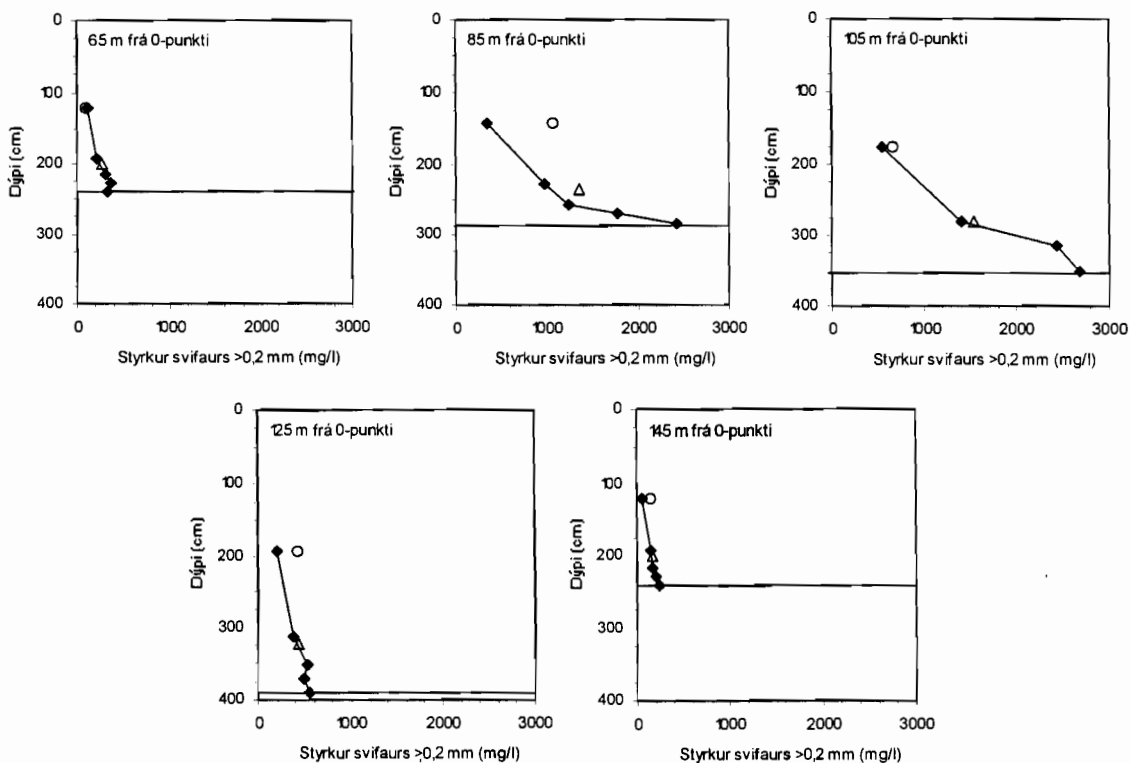 65 m frá 0-punkti
0
100
200
300
400
Dýpi (cm)
0 1000 2000 3000
Styrkur svifaurs >0,2 mm (mg/l)
85 m frá 0-punkti
0
100
200
300
400
Dýpi (cm)
0 1000 2000 3000
Styrkur svifaurs >0,2 mm (mg/l)
105 m frá 0-punkti
0
100
200
300
400
Dýpi (cm)
0 1000 2000 3000
Styrkur svifaurs >0,2 mm (mg/l)
125 m frá 0-punkti
0
100
200
300
400
Dýpi (cm)
0 1000 2000 3000
Styrkur svifaurs >0,2 mm (mg/l)
145 m frá 0-punkti
0
100
200
300
400
Dýpi (cm)
0 1000 2000 3000
Styrkur svifaurs >0,2 mm (mg/l)